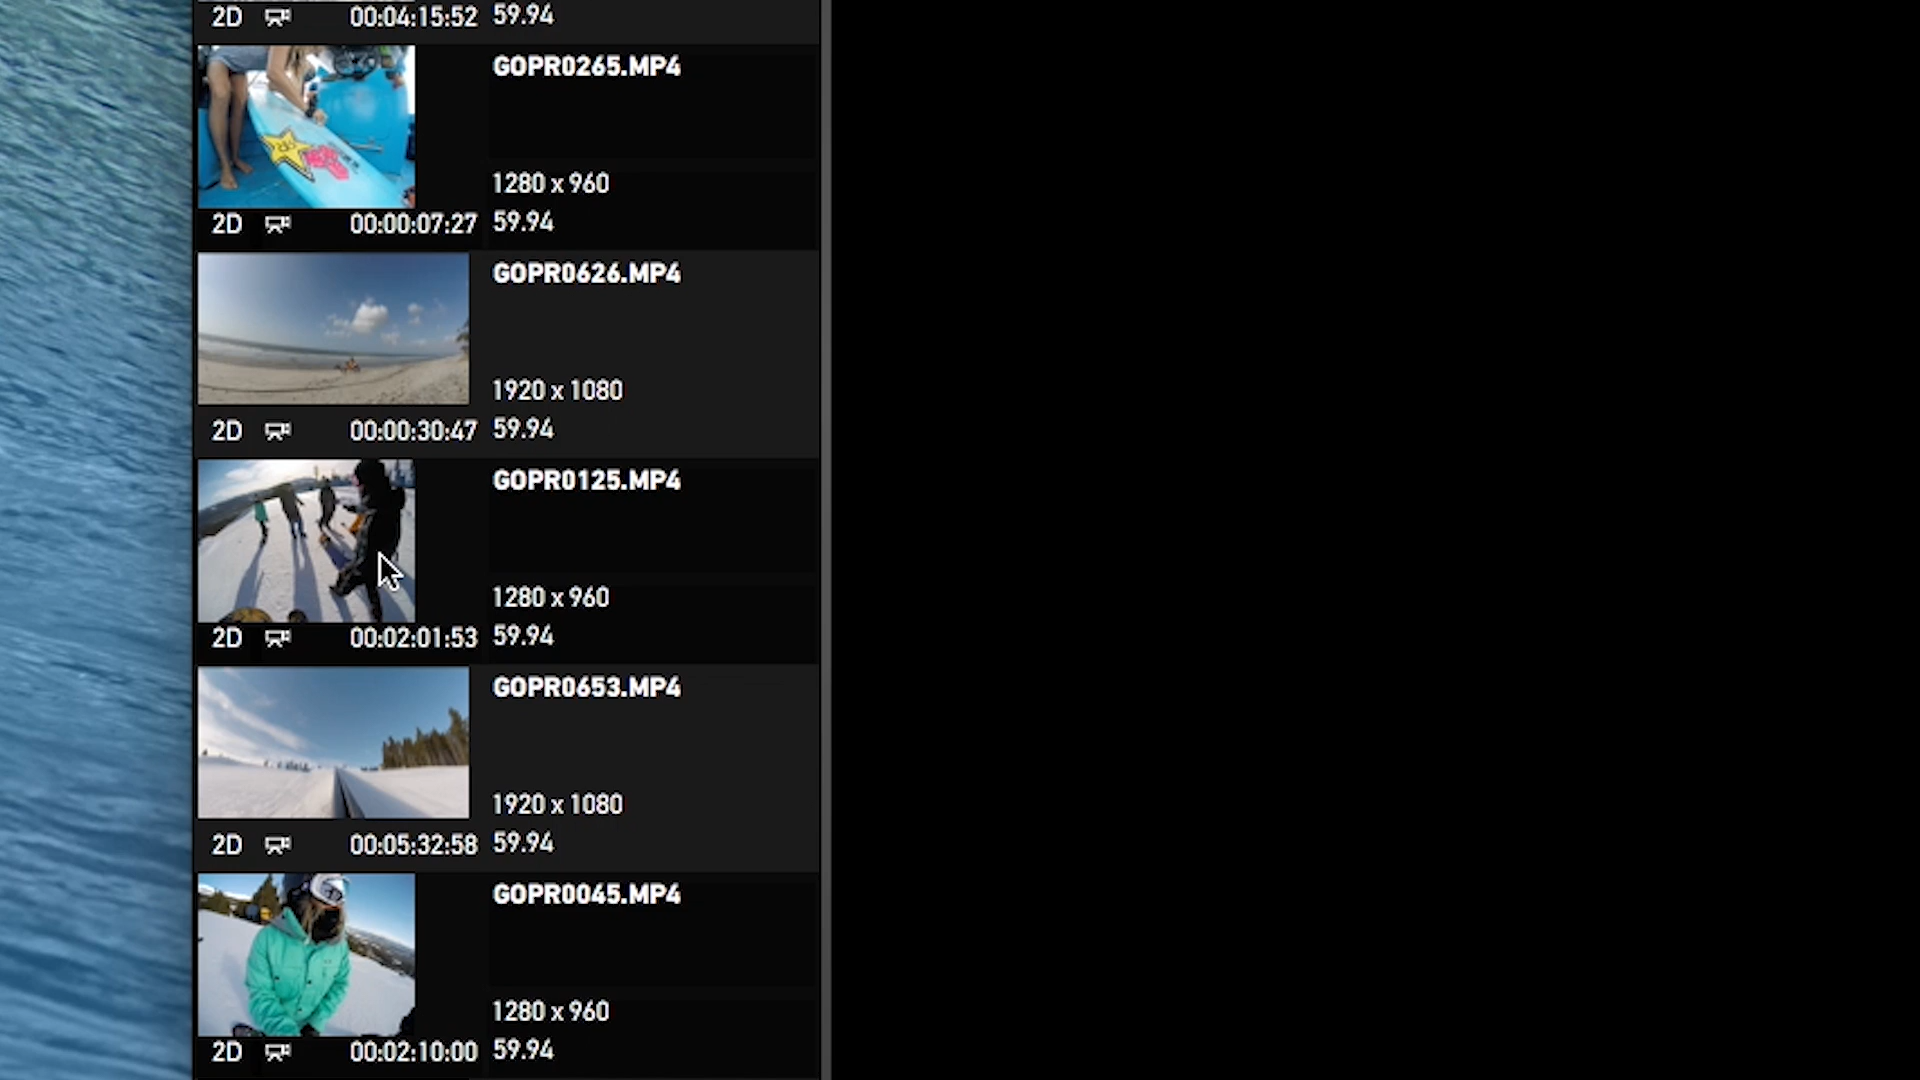 2D 00:04:15:52 59.94
GOPR0265.MP4
1280 x 960
2D 00:00:07:27 59.94
GOPR0626.MP4
1920 x 1080
2D 00:00:30:47 59.94
GOPR0125.MP4
1280 x 960
2D 00:02:01:53 59.94
GOPR0653.MP4
1920 x 1080
2D 00:05:32:58 59.94
GOPR0045.MP4
1280 x 960
2D 00:02:10:00 59.94